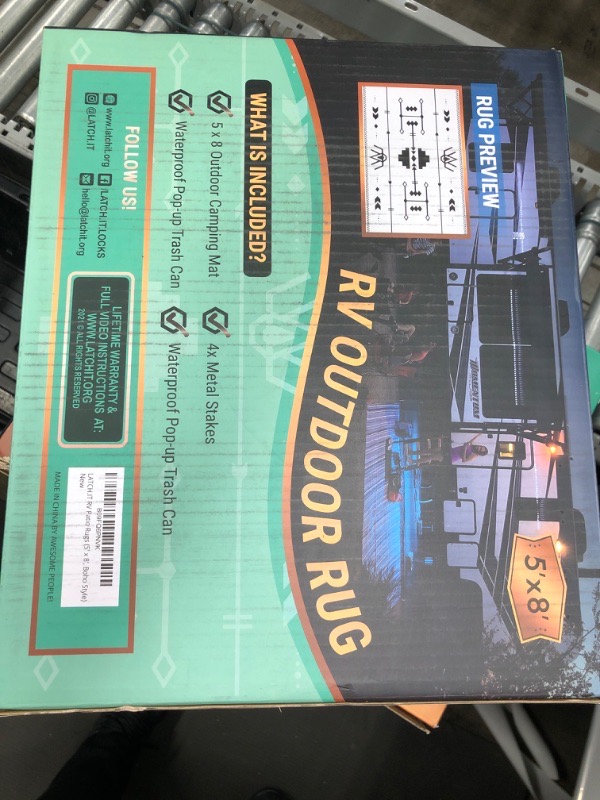 RUG PREVIEW
5'x8'
MOMENTUM
RV OUTDOOR RUG
WHAT IS INCLUDED?
5 x 8 Outdoor Camping Mat
4x Metal Stakes
Waterproof Pop-up Trash Can
Waterproof Pop-up Trash Can
FOLLOW US!
www.latchit.org
/LATCH.IT.LOCKS
@LATCH.IT
hello@latchit.org
LIFETIME WARRANTY &
FULL VIDEO INSTRUCTIONS AT:
WWW.LATCHIT.ORG
2021 © ALL RIGHTS RESERVED
LATCH.IT RV Patio Rugs (5' x 8', Boho Style)
New
MADE IN CHINA BY AWESOME PEOPLE!